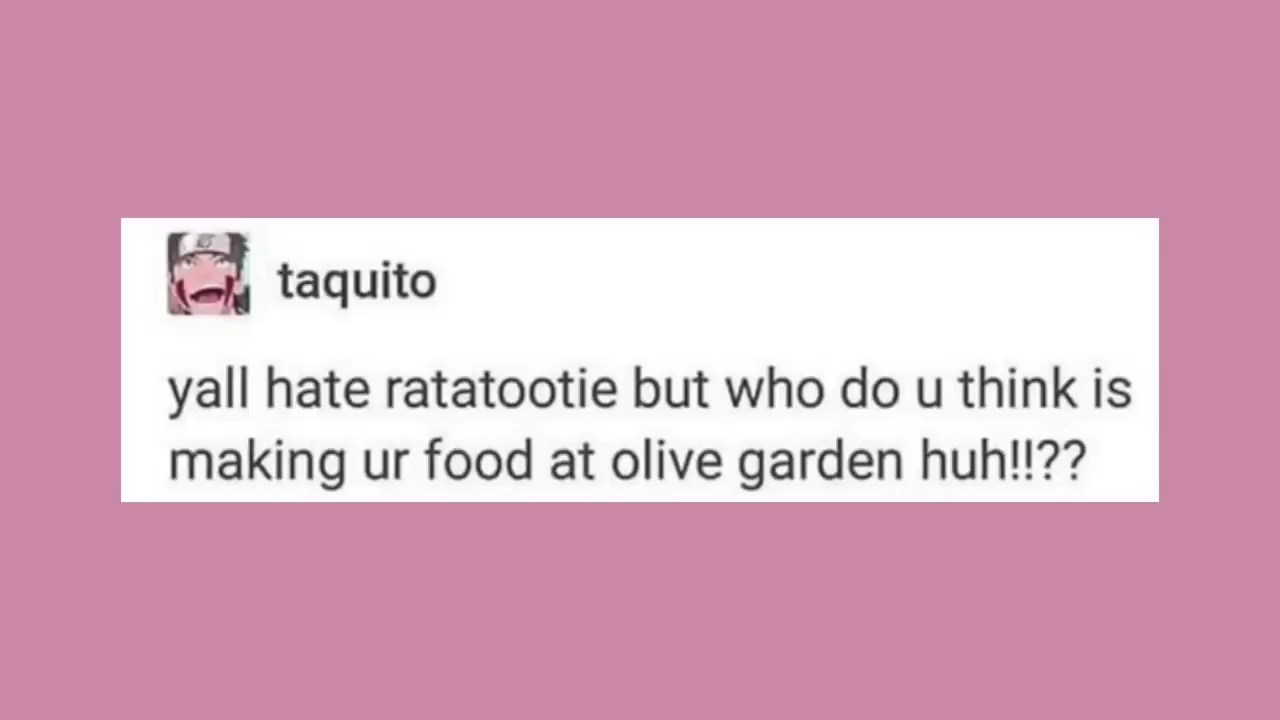 taquito
yall hate ratatootie but who do u think is
making ur food at olive garden huh!!??